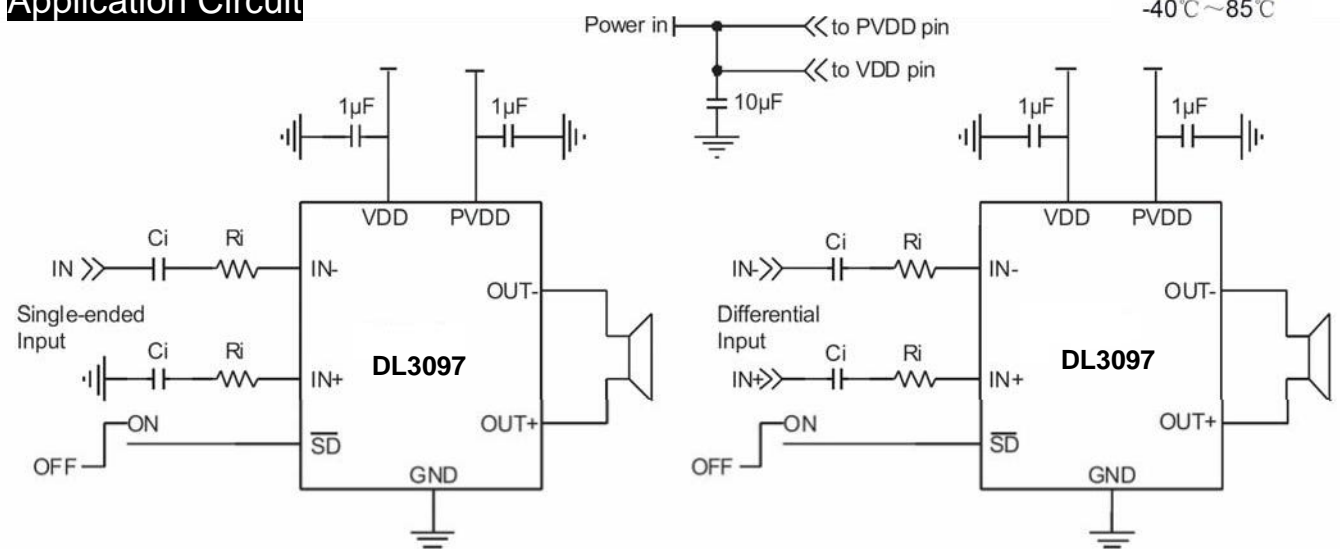 Application Circuit
-40℃～85℃
Power in
to PVDD pin
to VDD pin
10µF
1µF
1µF
VDD
PVDD
Ci
Ri
IN
IN-
Single-ended
Input
OUT-
Ci
Ri
DL3097
IN+
ON
OUT+
SD
OFF
GND
1µF
1µF
VDD
PVDD
Ci
Ri
IN-
IN-
Differential
Input
OUT-
Ci
Ri
DL3097
IN+
IN+
ON
OUT+
SD
OFF
GND